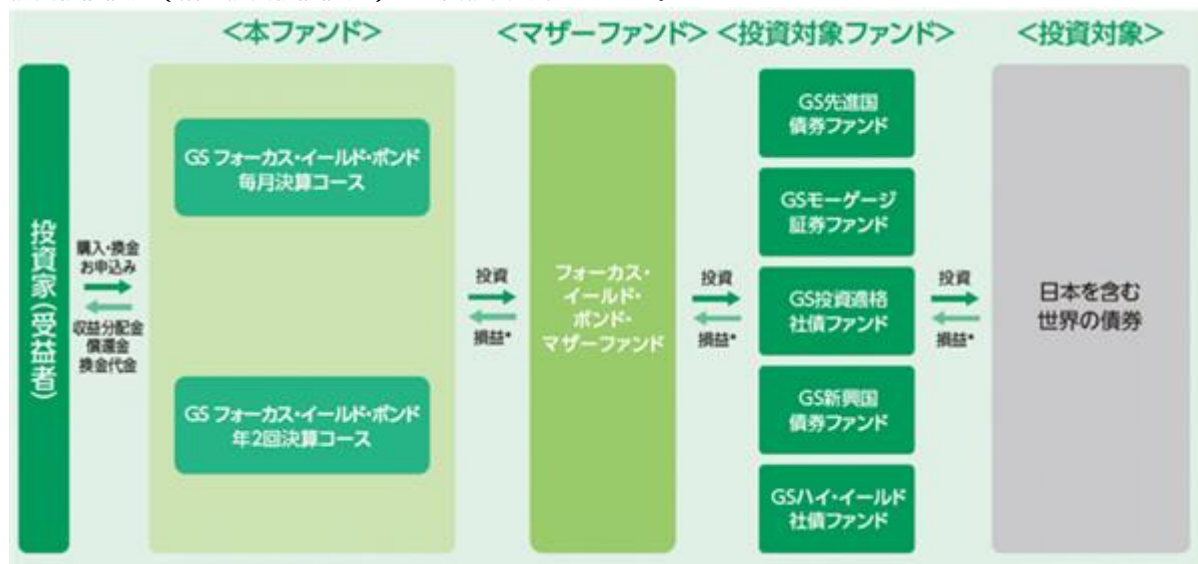 <本ファンド>
<マザーファンド>
<投資対象ファンド>
<投資対象>
投資家(受益者)
購入・換金
お申込み
収益分配金
償還金
換金代金
GS フォーカス・イールド・ボンド
毎月決算コース
GS フォーカス・イールド・ボンド
年2回決算コース
投資
損益*
フォーカス・
イールド・
ボンド・
マザーファンド
投資
損益*
GS先進国
債券ファンド
GSモーゲージ
証券ファンド
GS投資適格
社債ファンド
GS新興国
債券ファンド
GSハイ・イールド
社債ファンド
投資
損益*
日本を含む
世界の債券